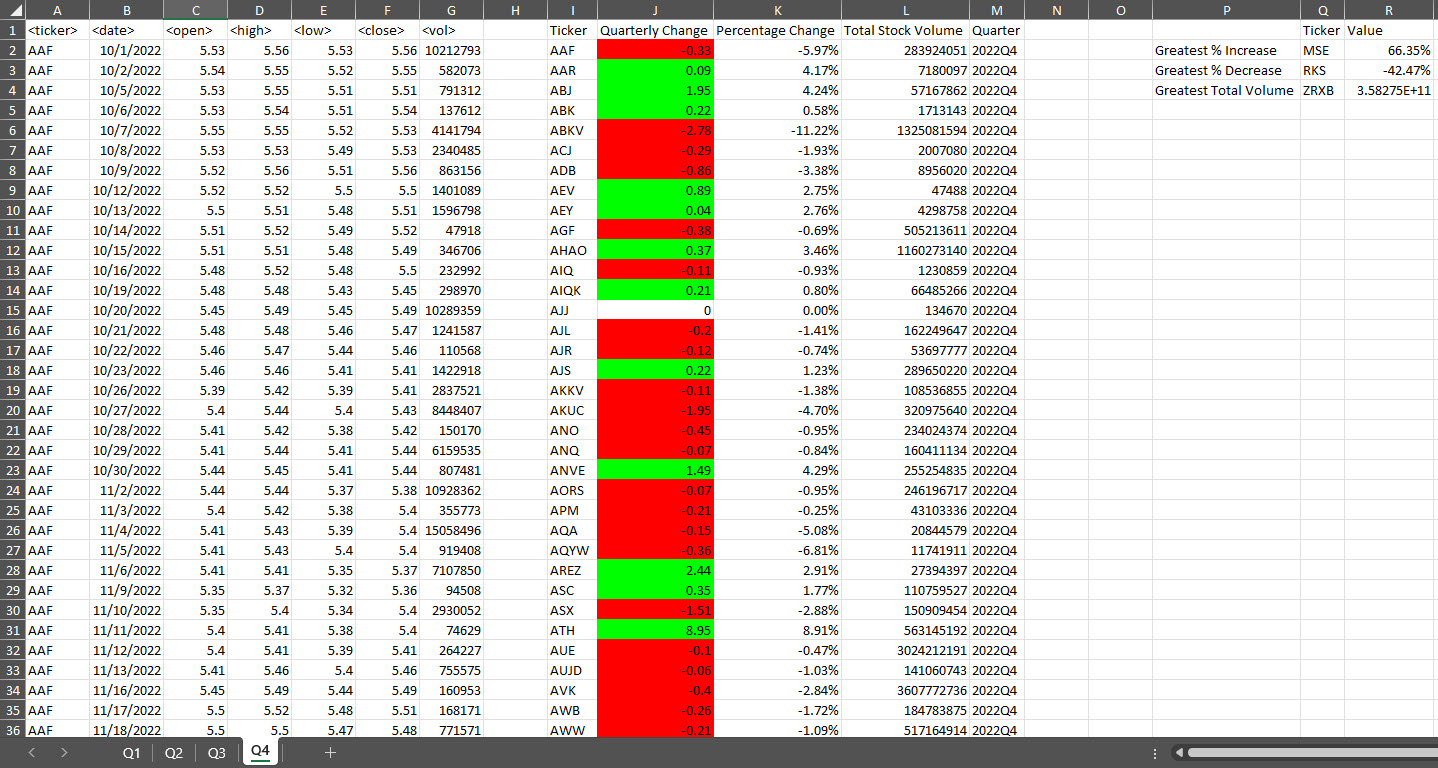 A B C D E F G H I J K L M N O P Q R
1 <ticker> <date> <open> <high> <low> <close> <vol> Ticker Quarterly Change Percentage Change Total Stock Volume Quarter Ticker Value
2 AAF 10/1/2022 5.53 5.56 5.53 5.56 10212793 AAF -0.33 -5.97% 283924051 2022Q4 Greatest % Increase MSE 66.35%
3 AAF 10/2/2022 5.54 5.55 5.52 5.55 582073 AAR 0.09 4.17% 7180097 2022Q4 Greatest % Decrease RKS -42.47%
4 AAF 10/5/2022 5.53 5.55 5.51 5.51 791312 ABJ 1.95 4.24% 57167862 2022Q4 Greatest Total Volume ZRXB 3.58275E+11
5 AAF 10/6/2022 5.53 5.54 5.51 5.54 137612 ABK 0.22 0.58% 1713143 2022Q4
6 AAF 10/7/2022 5.55 5.55 5.52 5.53 4141794 ABKV -2.78 -11.22% 1325081594 2022Q4
7 AAF 10/8/2022 5.53 5.53 5.49 5.53 2340485 ACJ -0.29 -1.93% 2007080 2022Q4
8 AAF 10/9/2022 5.52 5.56 5.51 5.56 863156 ADB -0.86 -3.38% 8956020 2022Q4
9 AAF 10/12/2022 5.52 5.52 5.5 5.5 1401089 AEV 0.89 2.75% 47488 2022Q4
10 AAF 10/13/2022 5.5 5.51 5.48 5.51 1596798 AEY 0.04 2.76% 4298758 2022Q4
11 AAF 10/14/2022 5.51 5.52 5.49 5.52 47918 AGF -0.38 -0.69% 505213611 2022Q4
12 AAF 10/15/2022 5.51 5.51 5.48 5.49 346706 AHAO 0.37 3.46% 1160273140 2022Q4
13 AAF 10/16/2022 5.48 5.52 5.48 5.5 232992 AIQ -0.11 -0.93% 1230859 2022Q4
14 AAF 10/19/2022 5.48 5.48 5.43 5.45 298970 AIQK 0.21 0.80% 66485266 2022Q4
15 AAF 10/20/2022 5.45 5.49 5.45 5.49 10289359 AJJ 0 0.00% 134670 2022Q4
16 AAF 10/21/2022 5.48 5.48 5.46 5.47 1241587 AJL -0.2 -1.41% 162249647 2022Q4
17 AAF 10/22/2022 5.46 5.47 5.44 5.46 110568 AJR -0.12 -0.74% 53697777 2022Q4
18 AAF 10/23/2022 5.46 5.46 5.41 5.41 1422918 AJS 0.22 1.23% 289650220 2022Q4
19 AAF 10/26/2022 5.39 5.42 5.39 5.41 2837521 AKKV -0.11 -1.38% 108536855 2022Q4
20 AAF 10/27/2022 5.4 5.44 5.4 5.43 8448407 AKUC -1.95 -4.70% 320975640 2022Q4
21 AAF 10/28/2022 5.41 5.42 5.38 5.42 150170 ANO -0.45 -0.95% 234024374 2022Q4
22 AAF 10/29/2022 5.41 5.44 5.41 5.44 6159535 ANQ -0.07 -0.84% 160411134 2022Q4
23 AAF 10/30/2022 5.44 5.45 5.41 5.44 807481 ANVE 1.49 4.29% 255254835 2022Q4
24 AAF 11/2/2022 5.44 5.44 5.37 5.38 10928362 AORS -0.07 -0.95% 246196717 2022Q4
25 AAF 11/3/2022 5.4 5.42 5.38 5.4 355773 APM -0.21 -0.25% 43103336 2022Q4
26 AAF 11/4/2022 5.41 5.43 5.39 5.4 15058496 AQA -0.15 -5.08% 20844579 2022Q4
27 AAF 11/5/2022 5.41 5.43 5.4 5.4 919408 AQYW -0.36 -6.81% 11741911 2022Q4
28 AAF 11/6/2022 5.41 5.41 5.35 5.37 7107850 AREZ 2.44 2.91% 27394397 2022Q4
29 AAF 11/9/2022 5.35 5.37 5.32 5.36 94508 ASC 0.35 1.77% 110759527 2022Q4
30 AAF 11/10/2022 5.35 5.4 5.34 5.4 2930052 ASX -1.51 -2.88% 150909454 2022Q4
31 AAF 11/11/2022 5.4 5.41 5.38 5.4 74629 ATH 8.95 8.91% 563145192 2022Q4
32 AAF 11/12/2022 5.4 5.41 5.39 5.41 264227 AUE -0.1 -0.47% 3024212191 2022Q4
33 AAF 11/13/2022 5.41 5.46 5.4 5.46 755575 AUJD -0.06 -1.03% 141060743 2022Q4
34 AAF 11/16/2022 5.45 5.49 5.44 5.49 160953 AVK -0.4 -2.84% 3607772736 2022Q4
35 AAF 11/17/2022 5.5 5.52 5.48 5.51 168171 AWB -0.26 -1.72% 184783875 2022Q4
36 AAF 11/18/2022 5.5 5.5 5.47 5.48 771571 AWW -0.21 -1.09% 517164914 2022Q4
Q1 Q2 Q3 Q4